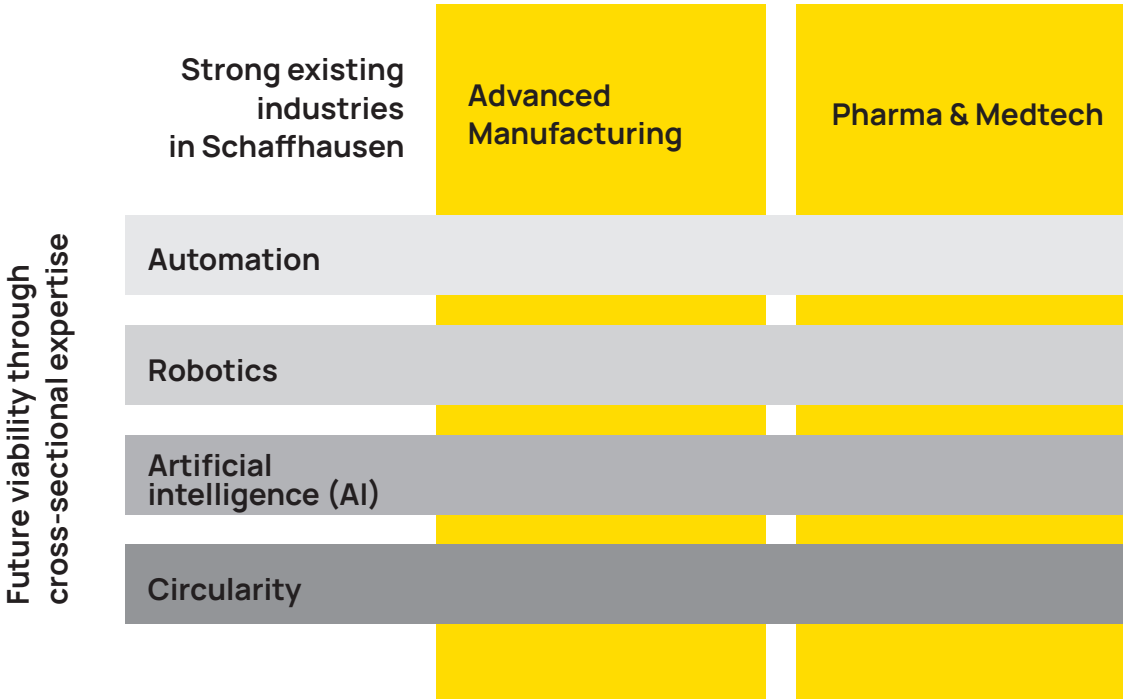 Strong existing
industries
in Schaffhausen
Advanced
Manufacturing
Pharma & Medtech
Future viability through
cross-sectional expertise
Automation
Robotics
Artificial
intelligence (AI)
Circularity